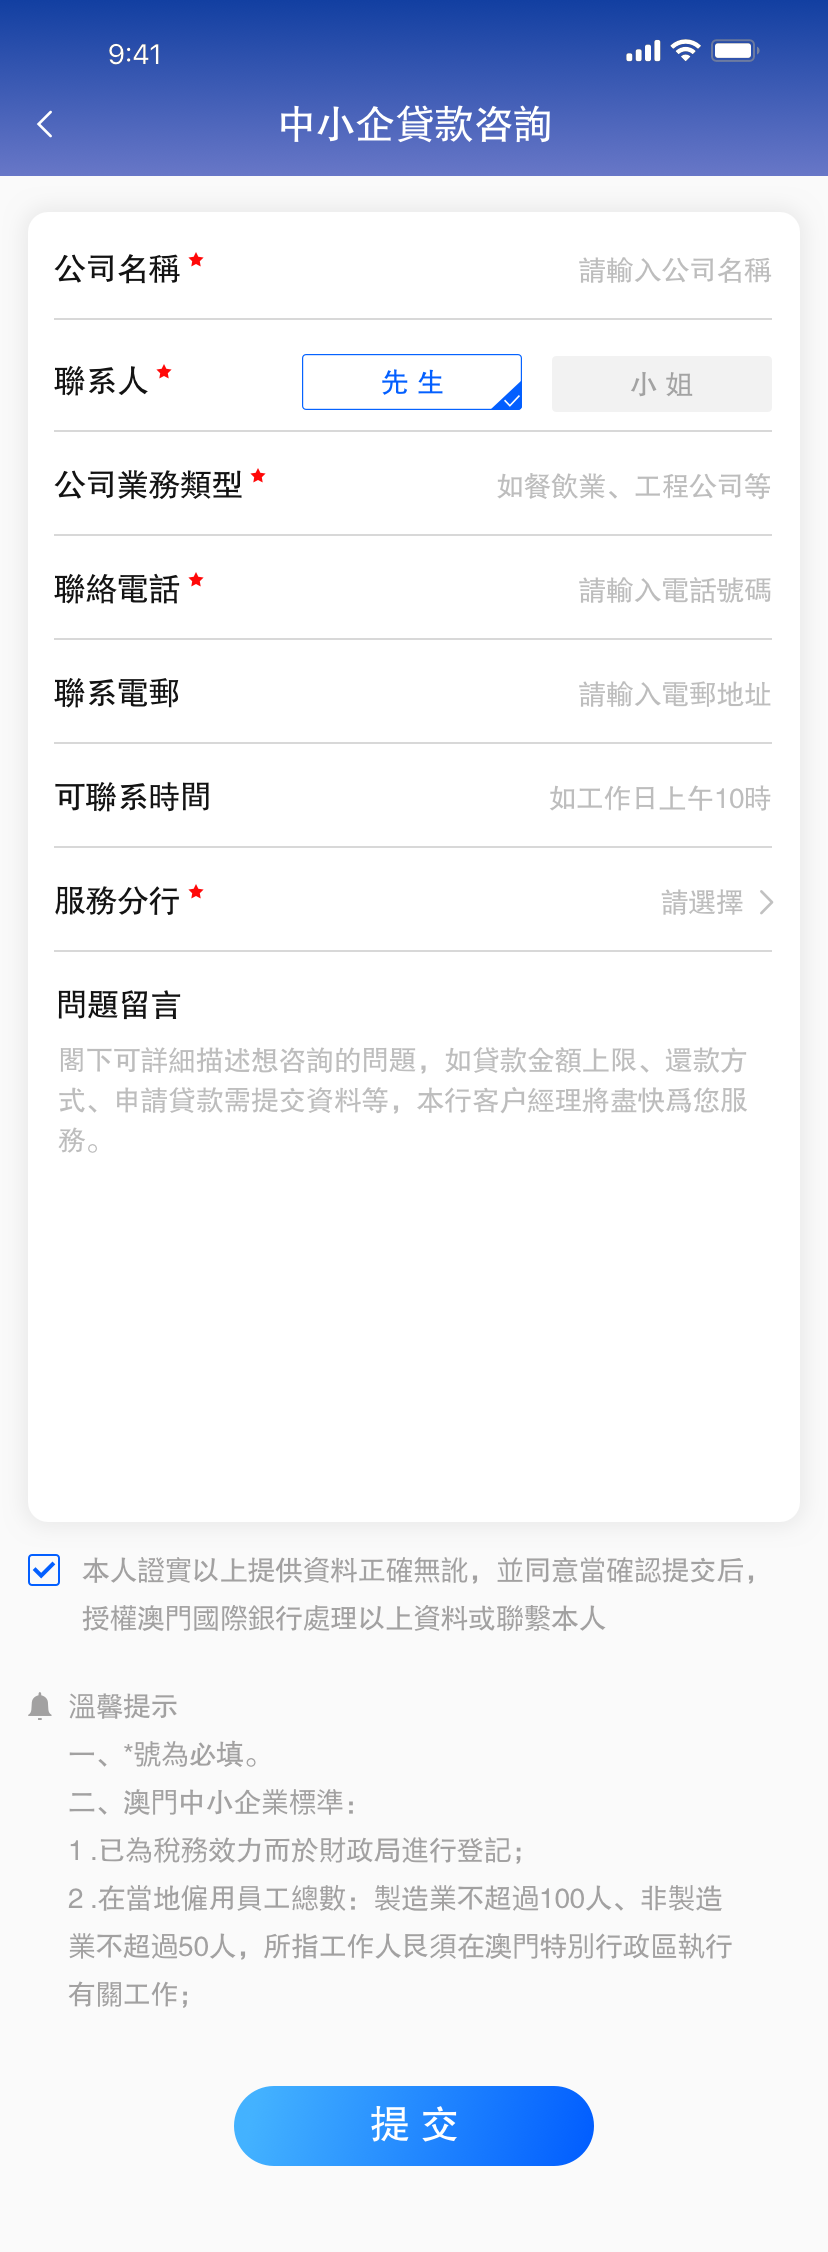 9:41
中小企貸款咨詢
公司名稱 ★ 請輸入公司名稱
聯系人 ★ 先 生 小 姐
公司業務類型 ★ 如餐飲業、工程公司等
聯絡電話 ★ 請輸入電話號碼
聯系電郵 請輸入電郵地址
可聯系時間 如工作日上午10時
服務分行 ★ 請選擇
問題留言
閣下可詳細描述想咨詢的問題，如貸款金額上限、還款方
式、申請貸款需提交資料等，本行客户經理將盡快爲您服
務。
本人證實以上提供資料正確無訛，並同意當確認提交后，
授權澳門國際銀行處理以上資料或聯繫本人
溫馨提示
一、*號為必填。
二、澳門中小企業標準：
1 .已為稅務效力而於財政局進行登記；
2 .在當地僱用員工總數：製造業不超過100人、非製造
業不超過50人，所指工作人艮須在澳門特別行政區執行
有關工作；
提 交